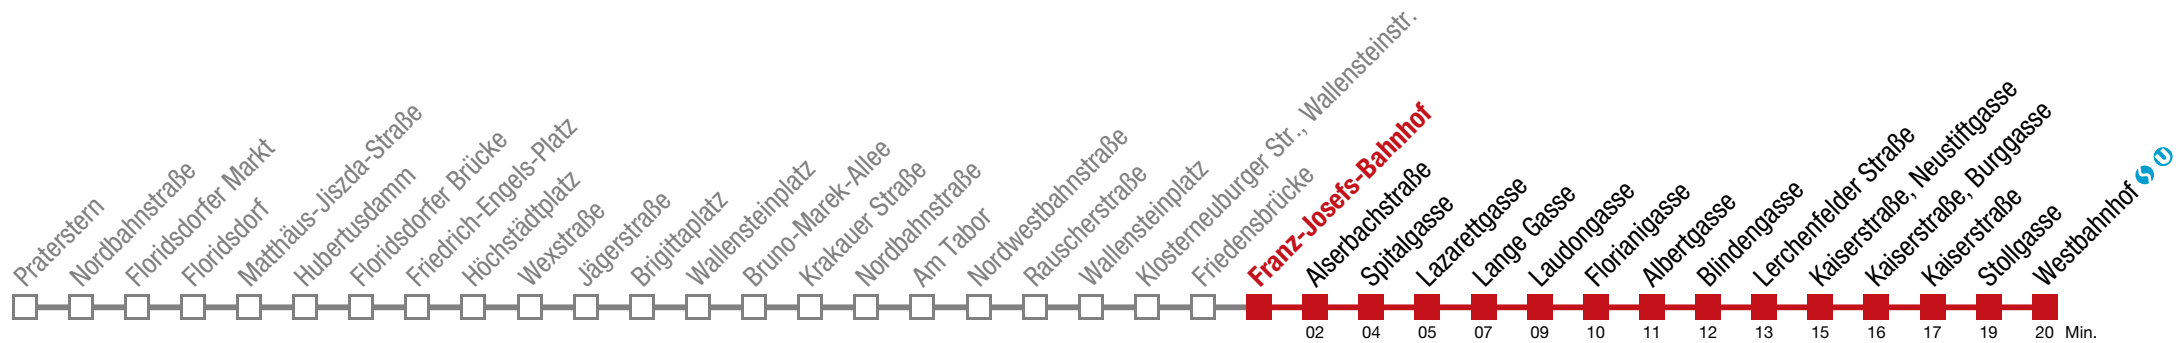 Praterstern
Nordbahnstraße
Floridsdorfer Markt
Floridsdorf
Matthäus-Jiszda-Straße
Hubertusdamm
Floridsdorfer Brücke
Friedrich-Engels-Platz
Höchstädtplatz
Wexstraße
Jägerstraße
Brigittaplatz
Wallensteinplatz
Bruno-Marek-Allee
Krakauer Straße
Nordbahnstraße
Am Tabor
Nordwestbahnstraße
Rauscherstraße
Wallensteinplatz
Klosterneuburger Str., Wallensteinstr.
Friedensbrücke
Franz-Josefs-Bahnhof
Alserbachstraße
Spitalgasse
Lazarettgasse
Lange Gasse
Laudongasse
Florianigasse
Albertgasse
Blindengasse
Lerchenfelder Straße
Kaiserstraße, Neustiftgasse
Kaiserstraße, Burggasse
Kaiserstraße
Stollgasse
Westbahnhof S U
02 04 05 07 09 10 11 12 13 15 16 17 19 20 Min.